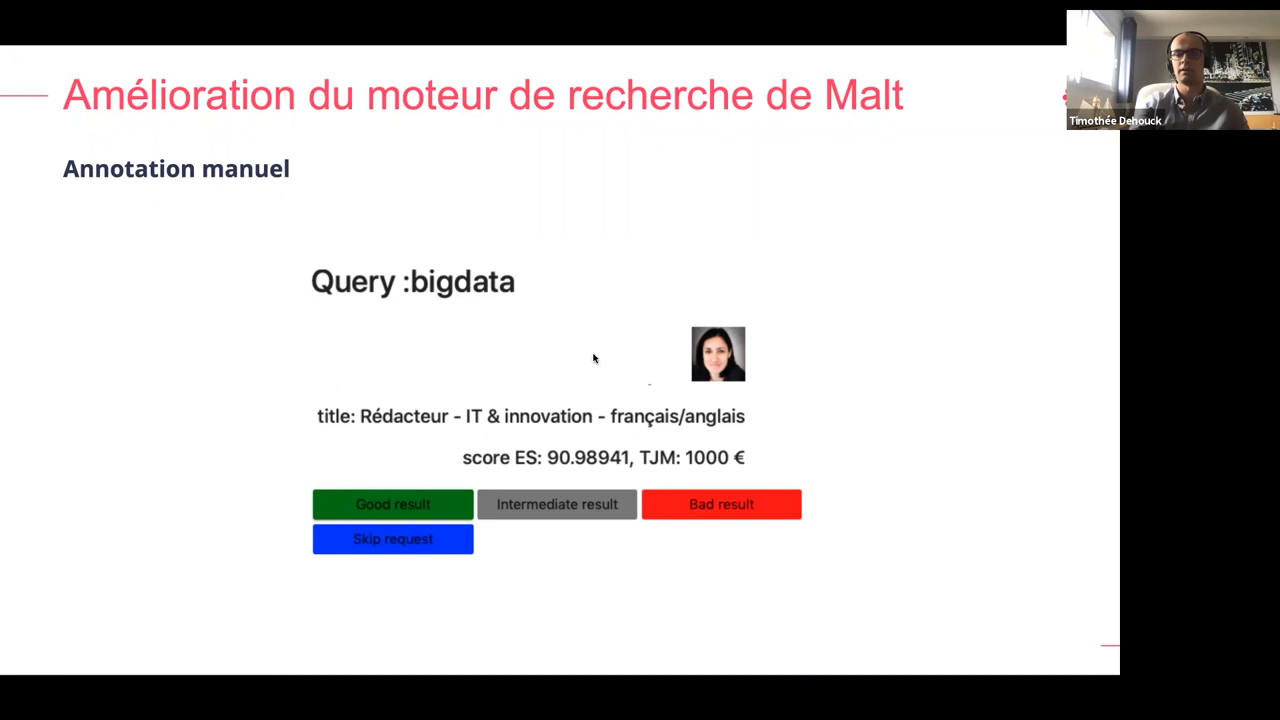 Amélioration du moteur de recherche de Malt
Timothée Dehouck
Annotation manuel
Query :bigdata
title: Rédacteur - IT & innovation - français/anglais
score ES: 90.98941, TJM: 1000 €
Good result
Intermediate result
Bad result
Skip request